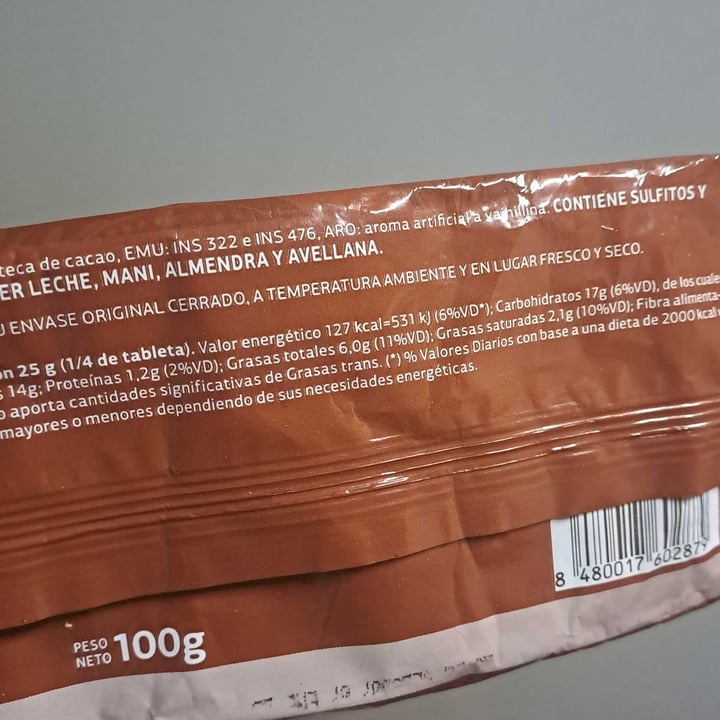 teca de cacao, EMU: INS 322 e INS 476, ARO: aroma artificial a vainillina. CONTIENE SULFITOS Y
ER LECHE, MANI, ALMENDRA Y AVELLANA.
U ENVASE ORIGINAL CERRADO, A TEMPERATURA AMBIENTE Y EN LUGAR FRESCO Y SECO.
ón 25 g (1/4 de tableta). Valor energético 127 kcal=531 kJ (6%VD*); Carbohidratos 17g (6%VD), de los cuales
s 14g; Proteínas 1,2g (2%VD); Grasas totales 6,0g (11%VD); Grasas saturadas 2,1g (10%VD); Fibra alimenta
o aporta cantidades significativas de Grasas trans. (*) % Valores Diarios con base a una dieta de 2000 kcal
mayores o menores dependiendo de sus necesidades energéticas.
8 480017 602879
PESO NETO 100g